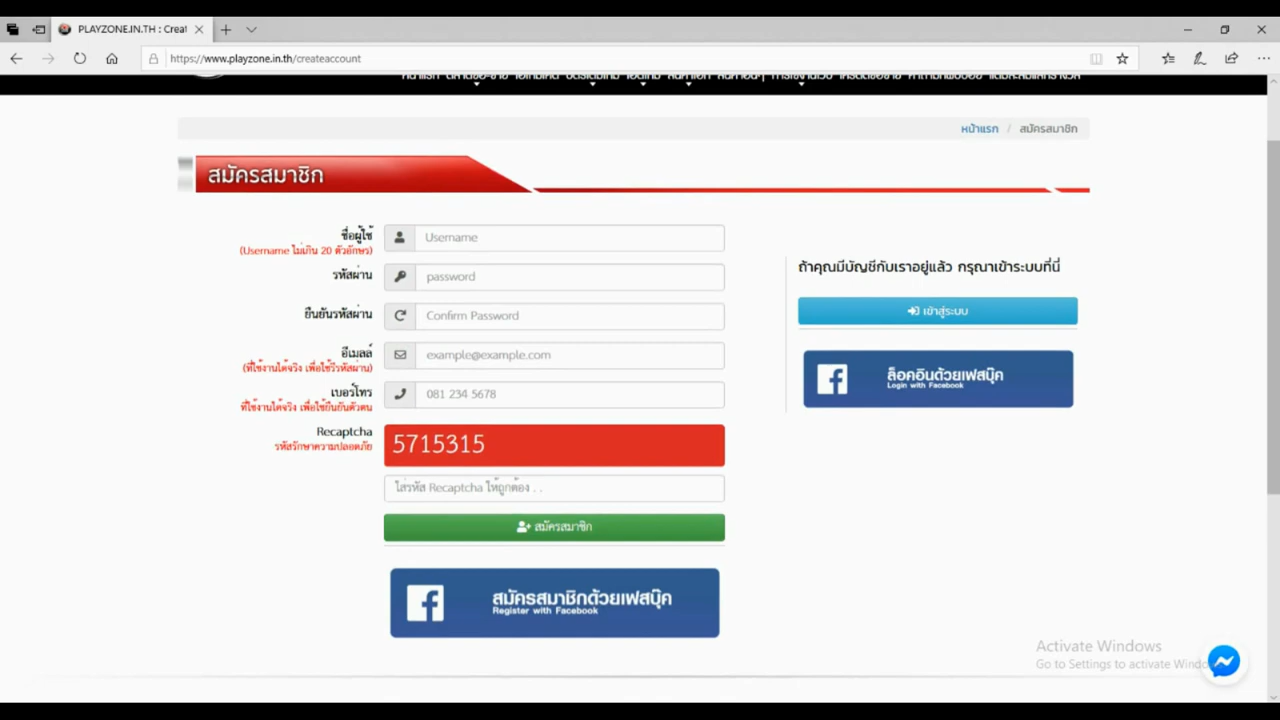 PLAYZONE.IN.TH : Creat
https://www.playzone.in.th/createaccount
หน้าแรก / สมัครสมาชิก
สมัครสมาชิก
ชื่อผู้ใช้
Username
(Username ไม่เกิน 20 ตัวอักษร)
รหัสผ่าน
password
ยืนยันรหัสผ่าน
Confirm Password
อีเมลล์
example@example.com
(ที่ใช้งานได้จริง เพื่อใช้รีรหัสผ่าน)
เบอร์โทร
081 234 5678
ที่ใช้งานได้จริง เพื่อใช้ยืนยันตัวตน
Recaptcha
5715315
รหัสรักษาความปลอดภัย
ใส่รหัส Recaptcha ให้ถูกต้อง . .
สมัครสมาชิก
สมัครสมาชิกด้วยเฟสบุ๊ค
Register with Facebook
ถ้าคุณมีบัญชีกับเราอยู่แล้ว กรุณาเข้าระบบที่นี่
เข้าสู่ระบบ
ล็อคอินด้วยเฟสบุ๊ค
Login with Facebook
Activate Windows
Go to Settings to activate Windo